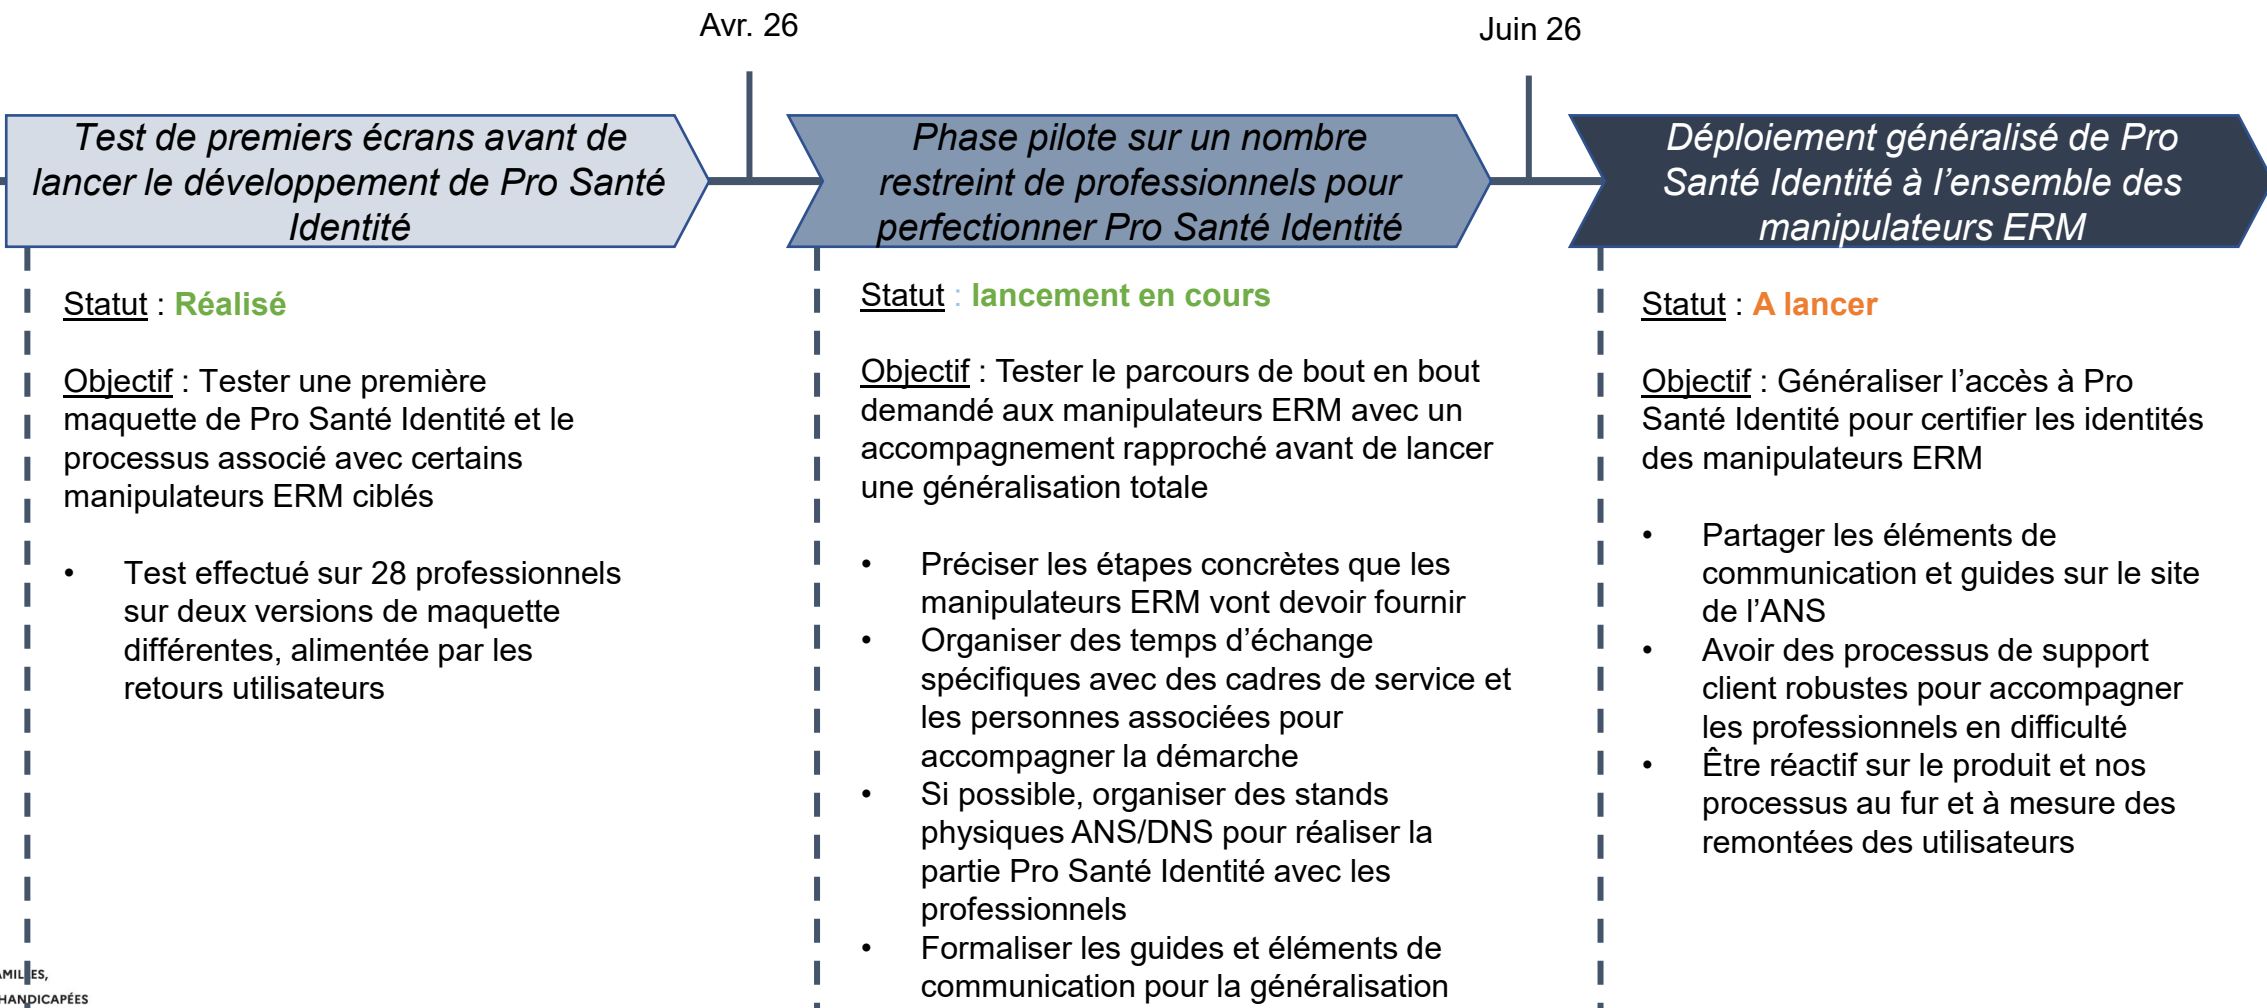 Avr. 26
Juin 26
Test de premiers écrans avant de
lancer le développement de Pro Santé
Identité
Phase pilote sur un nombre
restreint de professionnels pour
perfectionner Pro Santé Identité
Déploiement généralisé de Pro
Santé Identité à l’ensemble des
manipulateurs ERM
Statut : Réalisé
Objectif : Tester une première
maquette de Pro Santé Identité et le
processus associé avec certains
manipulateurs ERM ciblés
• Test effectué sur 28 professionnels
sur deux versions de maquette
différentes, alimentée par les
retours utilisateurs
Statut : lancement en cours
Objectif : Tester le parcours de bout en bout
demandé aux manipulateurs ERM avec un
accompagnement rapproché avant de lancer
une généralisation totale
• Préciser les étapes concrètes que les
manipulateurs ERM vont devoir fournir
• Organiser des temps d’échange
spécifiques avec des cadres de service et
les personnes associées pour
accompagner la démarche
• Si possible, organiser des stands
physiques ANS/DNS pour réaliser la
partie Pro Santé Identité avec les
professionnels
• Formaliser les guides et éléments de
communication pour la généralisation
Statut : A lancer
Objectif : Généraliser l’accès à Pro
Santé Identité pour certifier les identités
des manipulateurs ERM
• Partager les éléments de
communication et guides sur le site
de l’ANS
• Avoir des processus de support
client robustes pour accompagner
les professionnels en difficulté
• Être réactif sur le produit et nos
processus au fur et à mesure des
remontées des utilisateurs
HANDICAPÉES